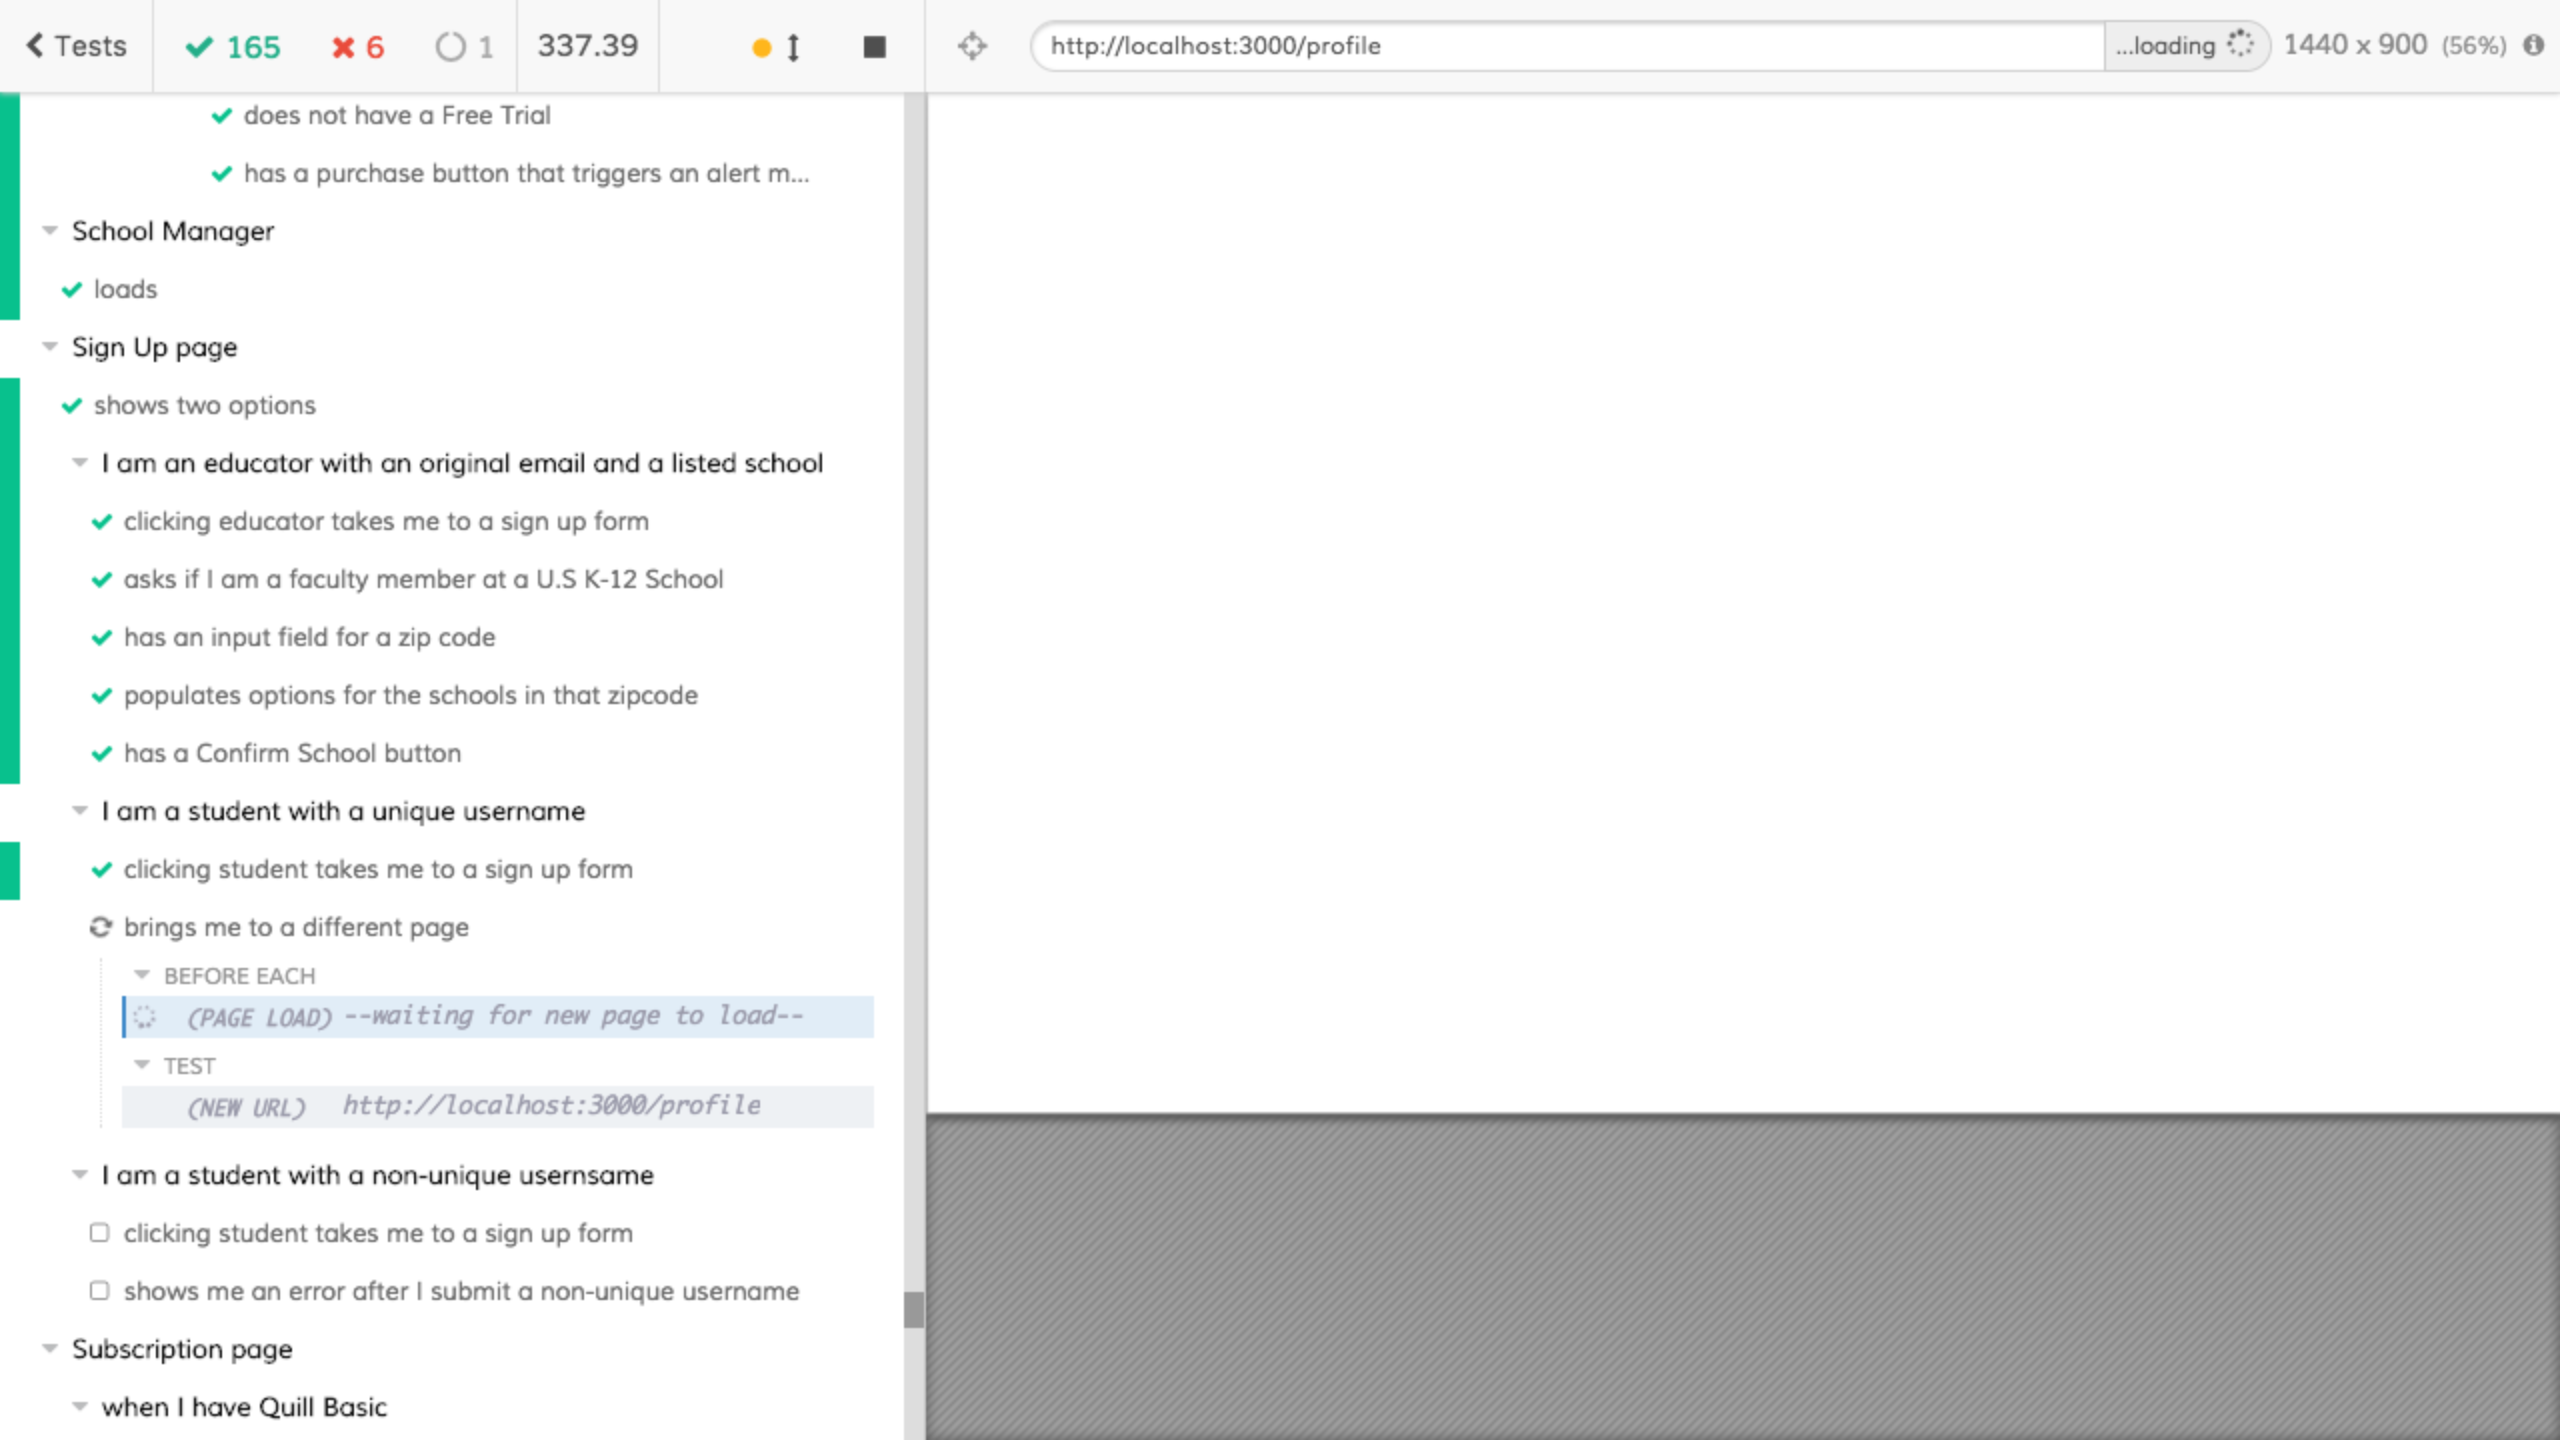 Tests 165 6 1 337.39 http://localhost:3000/profile ...loading 1440 x 900 (56%)
does not have a Free Trial
has a purchase button that triggers an alert m...
School Manager
loads
Sign Up page
shows two options
I am an educator with an original email and a listed school
clicking educator takes me to a sign up form
asks if I am a faculty member at a U.S K-12 School
has an input field for a zip code
populates options for the schools in that zipcode
has a Confirm School button
I am a student with a unique username
clicking student takes me to a sign up form
brings me to a different page
BEFORE EACH
(PAGE LOAD) --waiting for new page to load--
TEST
(NEW URL) http://localhost:3000/profile
I am a student with a non-unique usernsame
clicking student takes me to a sign up form
shows me an error after I submit a non-unique username
Subscription page
when I have Quill Basic